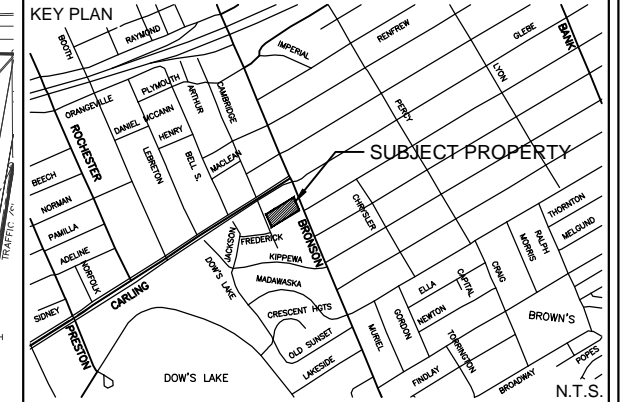 KEY PLAN
BOOTH
RAYMOND
IMPERIAL
RENFREW
GLEBE
BANK
ORANGEVILLE
PLYMOUTH
ARTHUR
CAMBRIDGE
LYON
PERCY
ROCHESTER
DANIEL
MCCANN
HENRY
LEBRETON
BELL S.
MACLEAN
SUBJECT PROPERTY
BEECH
NORMAN
PAMILLA
ADELINE
NORFOLK
SIDNEY
PRESTON
CARLING
JACKSON
FREDERICK
BRONSON
KIPPEWA
DOW'S LAKE
MADAWASKA
CRESCENT HGTS
OLD SUNSET
LAKESIDE
DOW'S LAKE
CHRYSLER
MURIEL
GORDON
ELLA
NEWTON
CAPITAL
CRAIG
MORRIS
RALPH
THORNTON
MELGUND
BROWN'S
FINDLAY
TORRINGTON
BROADWAY
POPES
N.T.S.
TRAFFIC